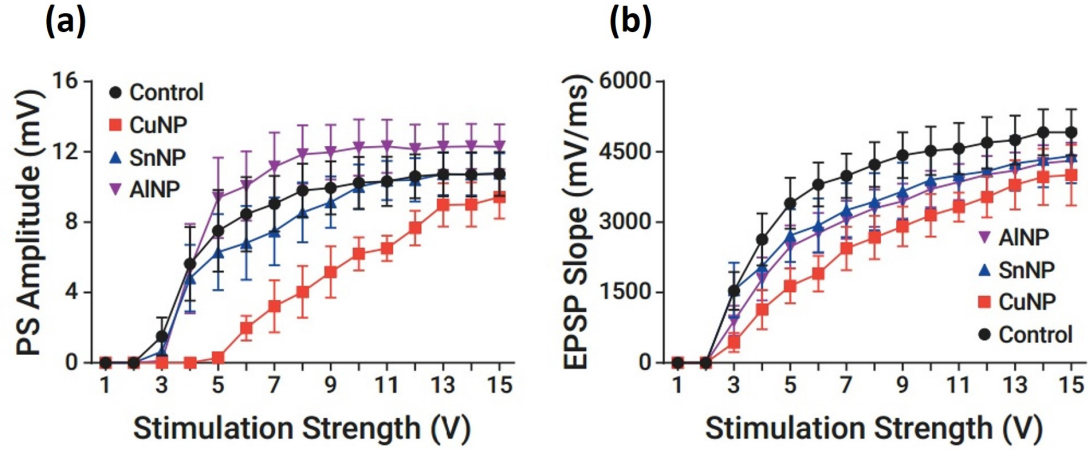 (a)
PS Amplitude (mV)
16
12
8
4
0
Control
CuNP
SnNP
AlNP
1 3 5 7 9 11 13 15
Stimulation Strength (V)
(b)
EPSP Slope (mV/ms)
6000
4500
3000
1500
0
AlNP
SnNP
CuNP
Control
1 3 5 7 9 11 13 15
Stimulation Strength (V)